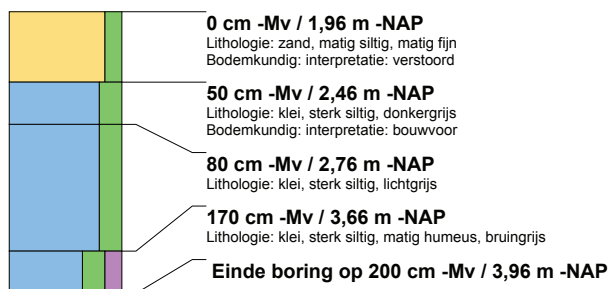 0 cm -Mv / 1,96 m -NAP
Lithologie: zand, matig siltig, matig fijn
Bodemkundig: interpretatie: verstoord
50 cm -Mv / 2,46 m -NAP
Lithologie: klei, sterk siltig, donkergrijs
Bodemkundig: interpretatie: bouwvoor
80 cm -Mv / 2,76 m -NAP
Lithologie: klei, sterk siltig, lichtgrijs
170 cm -Mv / 3,66 m -NAP
Lithologie: klei, sterk siltig, matig humeus, bruingrijs
Einde boring op 200 cm -Mv / 3,96 m -NAP